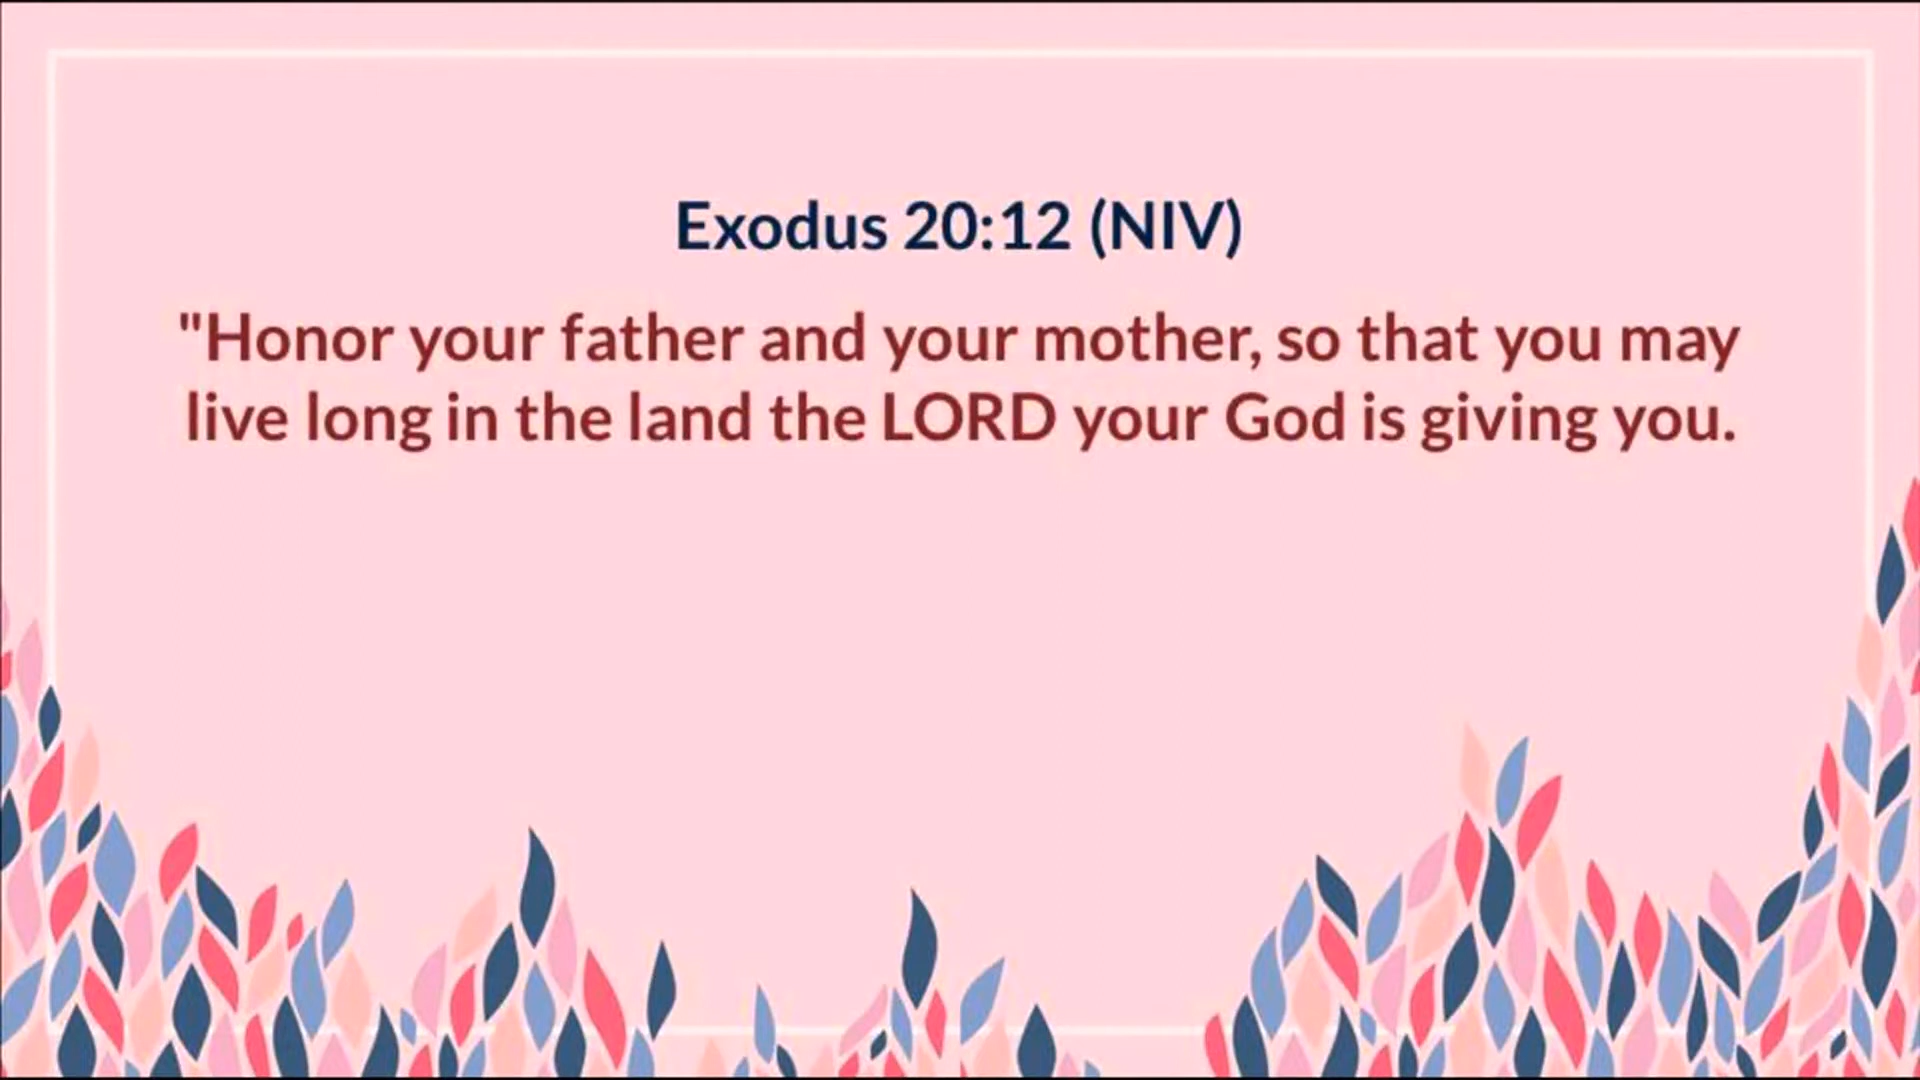 Exodus 20:12 (NIV)
"Honor your father and your mother, so that you may
live long in the land the LORD your God is giving you.